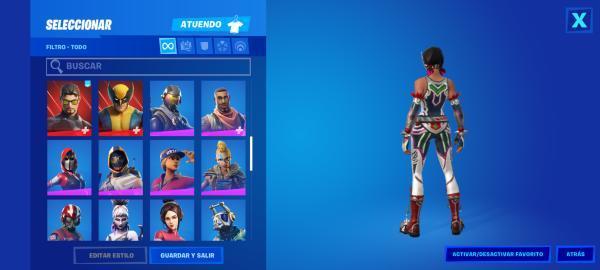 SELECCIONAR
ATUENDO
FILTRO - TODO
BUSCAR
EDITAR ESTILO
GUARDAR Y SALIR
ACTIVAR/DESACTIVAR FAVORITO
ATRÁS
X